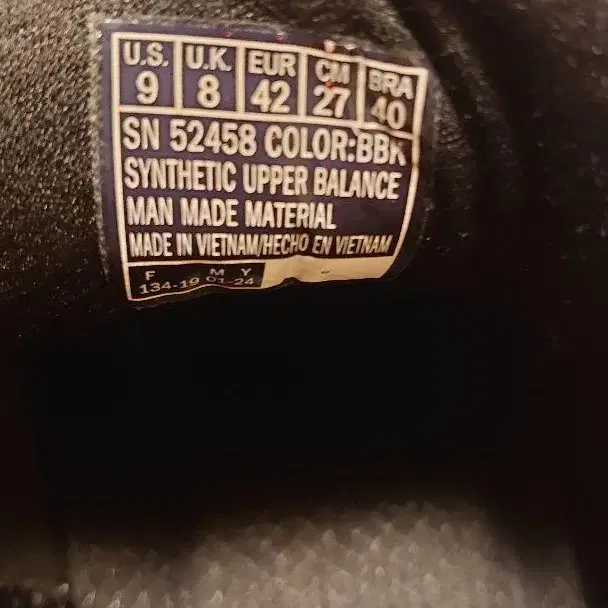 U.S. U.K. EUR CM BRA
9 8 42 27 40
SN 52458 COLOR:BBK
SYNTHETIC UPPER BALANCE
MAN MADE MATERIAL
MADE IN VIETNAM/HECHO EN VIETNAM
F M Y
134-19 01-24 -